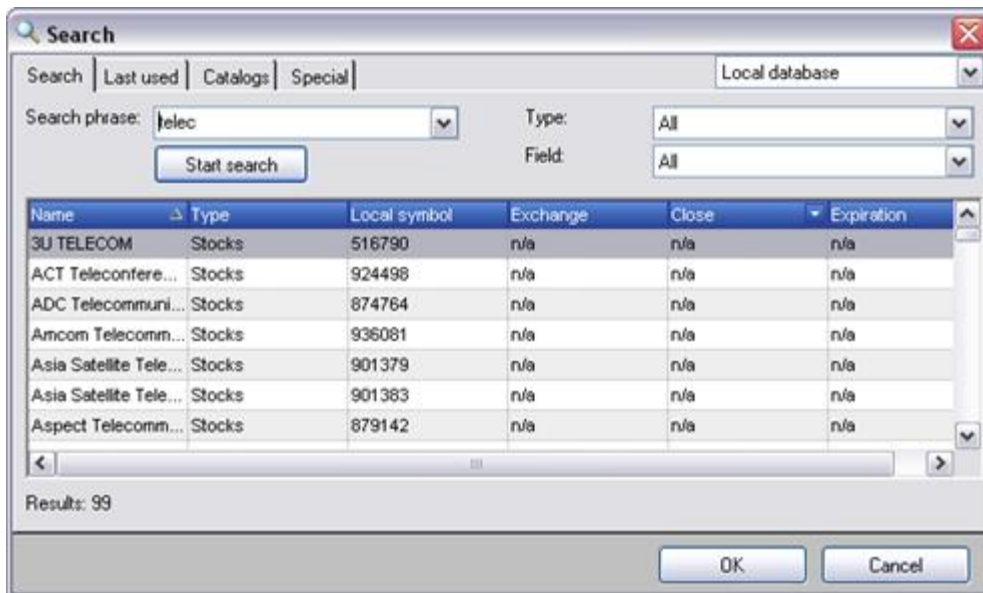 Search
Search Last used Catalogs Special Local database
Search phrase: telec Type: All
Start search Field: All
Name Type Local symbol Exchange Close Expiration
3U TELECOM Stocks 516790 n/a n/a n/a
ACT Teleconfere... Stocks 924498 n/a n/a n/a
ADC Telecommuni... Stocks 874764 n/a n/a n/a
Amcom Telecomm... Stocks 936081 n/a n/a n/a
Asia Satellite Tele... Stocks 901379 n/a n/a n/a
Asia Satellite Tele... Stocks 901383 n/a n/a n/a
Aspect Telecomm... Stocks 879142 n/a n/a n/a
Results: 99
OK Cancel